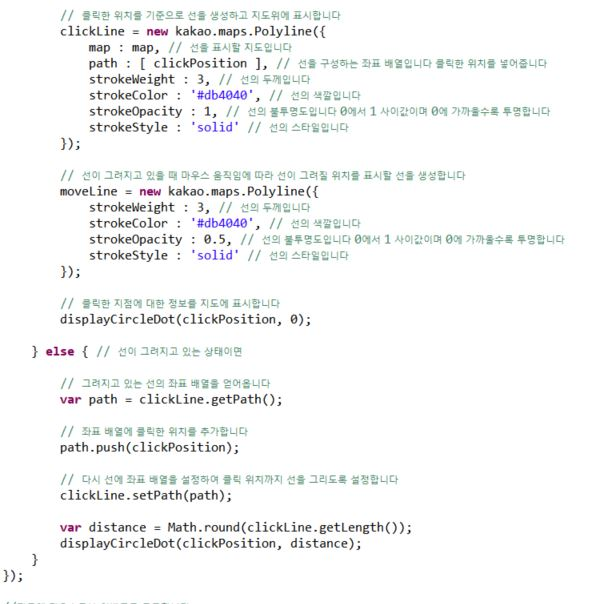 // 클릭한 위치를 기준으로 선을 생성하고 지도위에 표시합니다
clickLine = new kakao.maps.Polyline({
map : map, // 선을 표시할 지도입니다
path : [ clickPosition ], // 선을 구성하는 좌표 배열입니다 클릭한 위치를 넣어줍니다
strokeWeight : 3, // 선의 두께입니다
strokeColor : '#db4040', // 선의 색깔입니다
strokeOpacity : 1, // 선의 불투명도입니다 0에서 1 사이값이며 0에 가까울수록 투명합니다
strokeStyle : 'solid' // 선의 스타일입니다
});
// 선이 그려지고 있을 때 마우스 움직임에 따라 선이 그려질 위치를 표시할 선을 생성합니다
moveLine = new kakao.maps.Polyline({
strokeWeight : 3, // 선의 두께입니다
strokeColor : '#db4040', // 선의 색깔입니다
strokeOpacity : 0.5, // 선의 불투명도입니다 0에서 1 사이값이며 0에 가까울수록 투명합니다
strokeStyle : 'solid' // 선의 스타일입니다
});
// 클릭한 지점에 대한 정보를 지도에 표시합니다
displayCircleDot(clickPosition, 0);
} else { // 선이 그려지고 있는 상태이면
// 그려지고 있는 선의 좌표 배열을 얻어옵니다
var path = clickLine.getPath();
// 좌표 배열에 클릭한 위치를 추가합니다
path.push(clickPosition);
// 다시 선에 좌표 배열을 설정하여 클릭 위치까지 선을 그리도록 설정합니다
clickLine.setPath(path);
var distance = Math.round(clickLine.getLength());
displayCircleDot(clickPosition, distance);
}
});